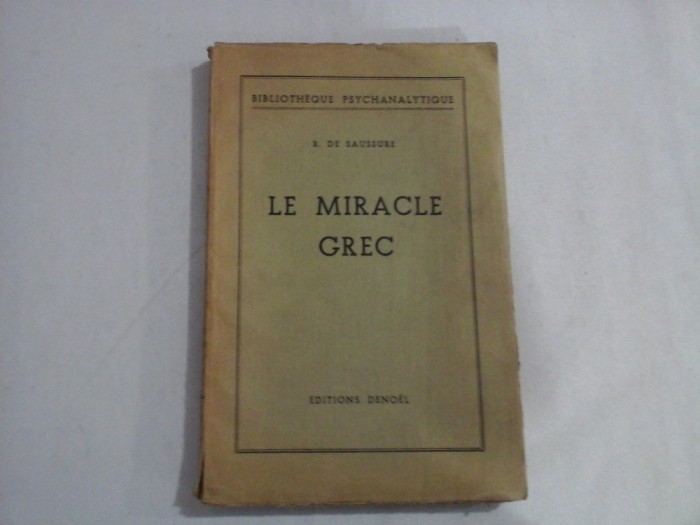 BIBLIOTHÈQUE PSYCHANALYTIQUE
R. DE SAUSSURE
LE MIRACLE
GREC
EDITIONS DENOËL